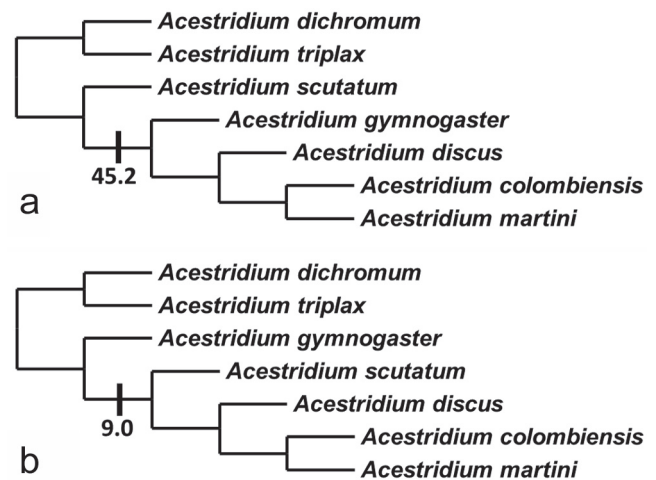 Acestridium dichromum
Acestridium triplax
Acestridium scutatum
Acestridium gymnogaster
Acestridium discus
45.2
Acestridium colombiensis
a
Acestridium martini
Acestridium dichromum
Acestridium triplax
Acestridium gymnogaster
Acestridium scutatum
Acestridium discus
9.0
Acestridium colombiensis
b
Acestridium martini